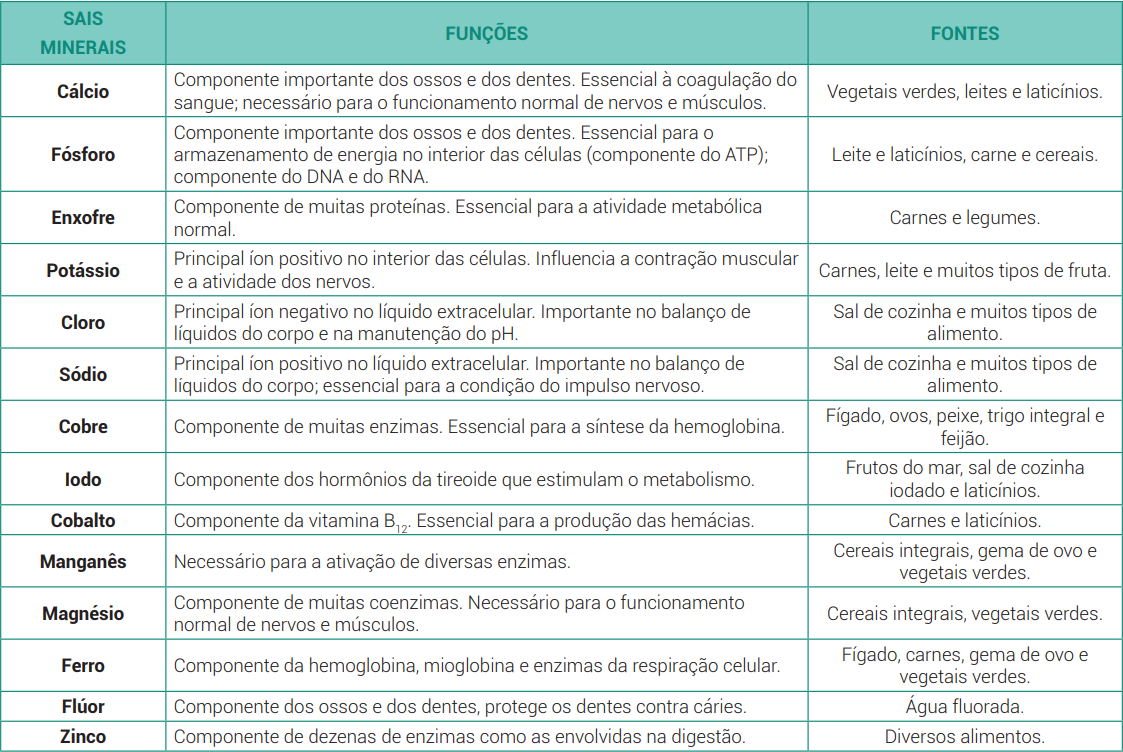 SAIS
MINERAIS
FUNÇÕES
FONTES
Cálcio
Componente importante dos ossos e dos dentes. Essencial à coagulação do
sangue; necessário para o funcionamento normal de nervos e músculos.
Vegetais verdes, leites e laticínios.
Fósforo
Componente importante dos ossos e dos dentes. Essencial para o
armazenamento de energia no interior das células (componente do ATP);
componente do DNA e do RNA.
Leite e laticínios, carne e cereais.
Enxofre
Componente de muitas proteínas. Essencial para a atividade metabólica
normal.
Carnes e legumes.
Potássio
Principal íon positivo no interior das células. Influencia a contração muscular
e a atividade dos nervos.
Carnes, leite e muitos tipos de fruta.
Cloro
Principal íon negativo no líquido extracelular. Importante no balanço de
líquidos do corpo e na manutenção do pH.
Sal de cozinha e muitos tipos de
alimento.
Sódio
Principal íon positivo no líquido extracelular. Importante no balanço de
líquidos do corpo; essencial para a condição do impulso nervoso.
Sal de cozinha e muitos tipos de
alimento.
Cobre
Componente de muitas enzimas. Essencial para a síntese da hemoglobina.
Fígado, ovos, peixe, trigo integral e
feijão.
Iodo
Componente dos hormônios da tireoide que estimulam o metabolismo.
Frutos do mar, sal de cozinha
iodado e laticínios.
Cobalto
Componente da vitamina B12. Essencial para a produção das hemácias.
Carnes e laticínios.
Manganês
Necessário para a ativação de diversas enzimas.
Cereais integrais, gema de ovo e
vegetais verdes.
Magnésio
Componente de muitas coenzimas. Necessário para o funcionamento
normal de nervos e músculos.
Cereais integrais, vegetais verdes.
Ferro
Componente da hemoglobina, mioglobina e enzimas da respiração celular.
Fígado, carnes, gema de ovo e
vegetais verdes.
Flúor
Componente dos ossos e dos dentes, protege os dentes contra cáries.
Água fluorada.
Zinco
Componente de dezenas de enzimas como as envolvidas na digestão.
Diversos alimentos.